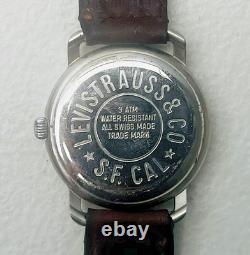 LEVI STRAUSS & CO
3 ATM
WATER RESISTANT
ALL SWISS MADE
TRADE MARK
S.F. CAL